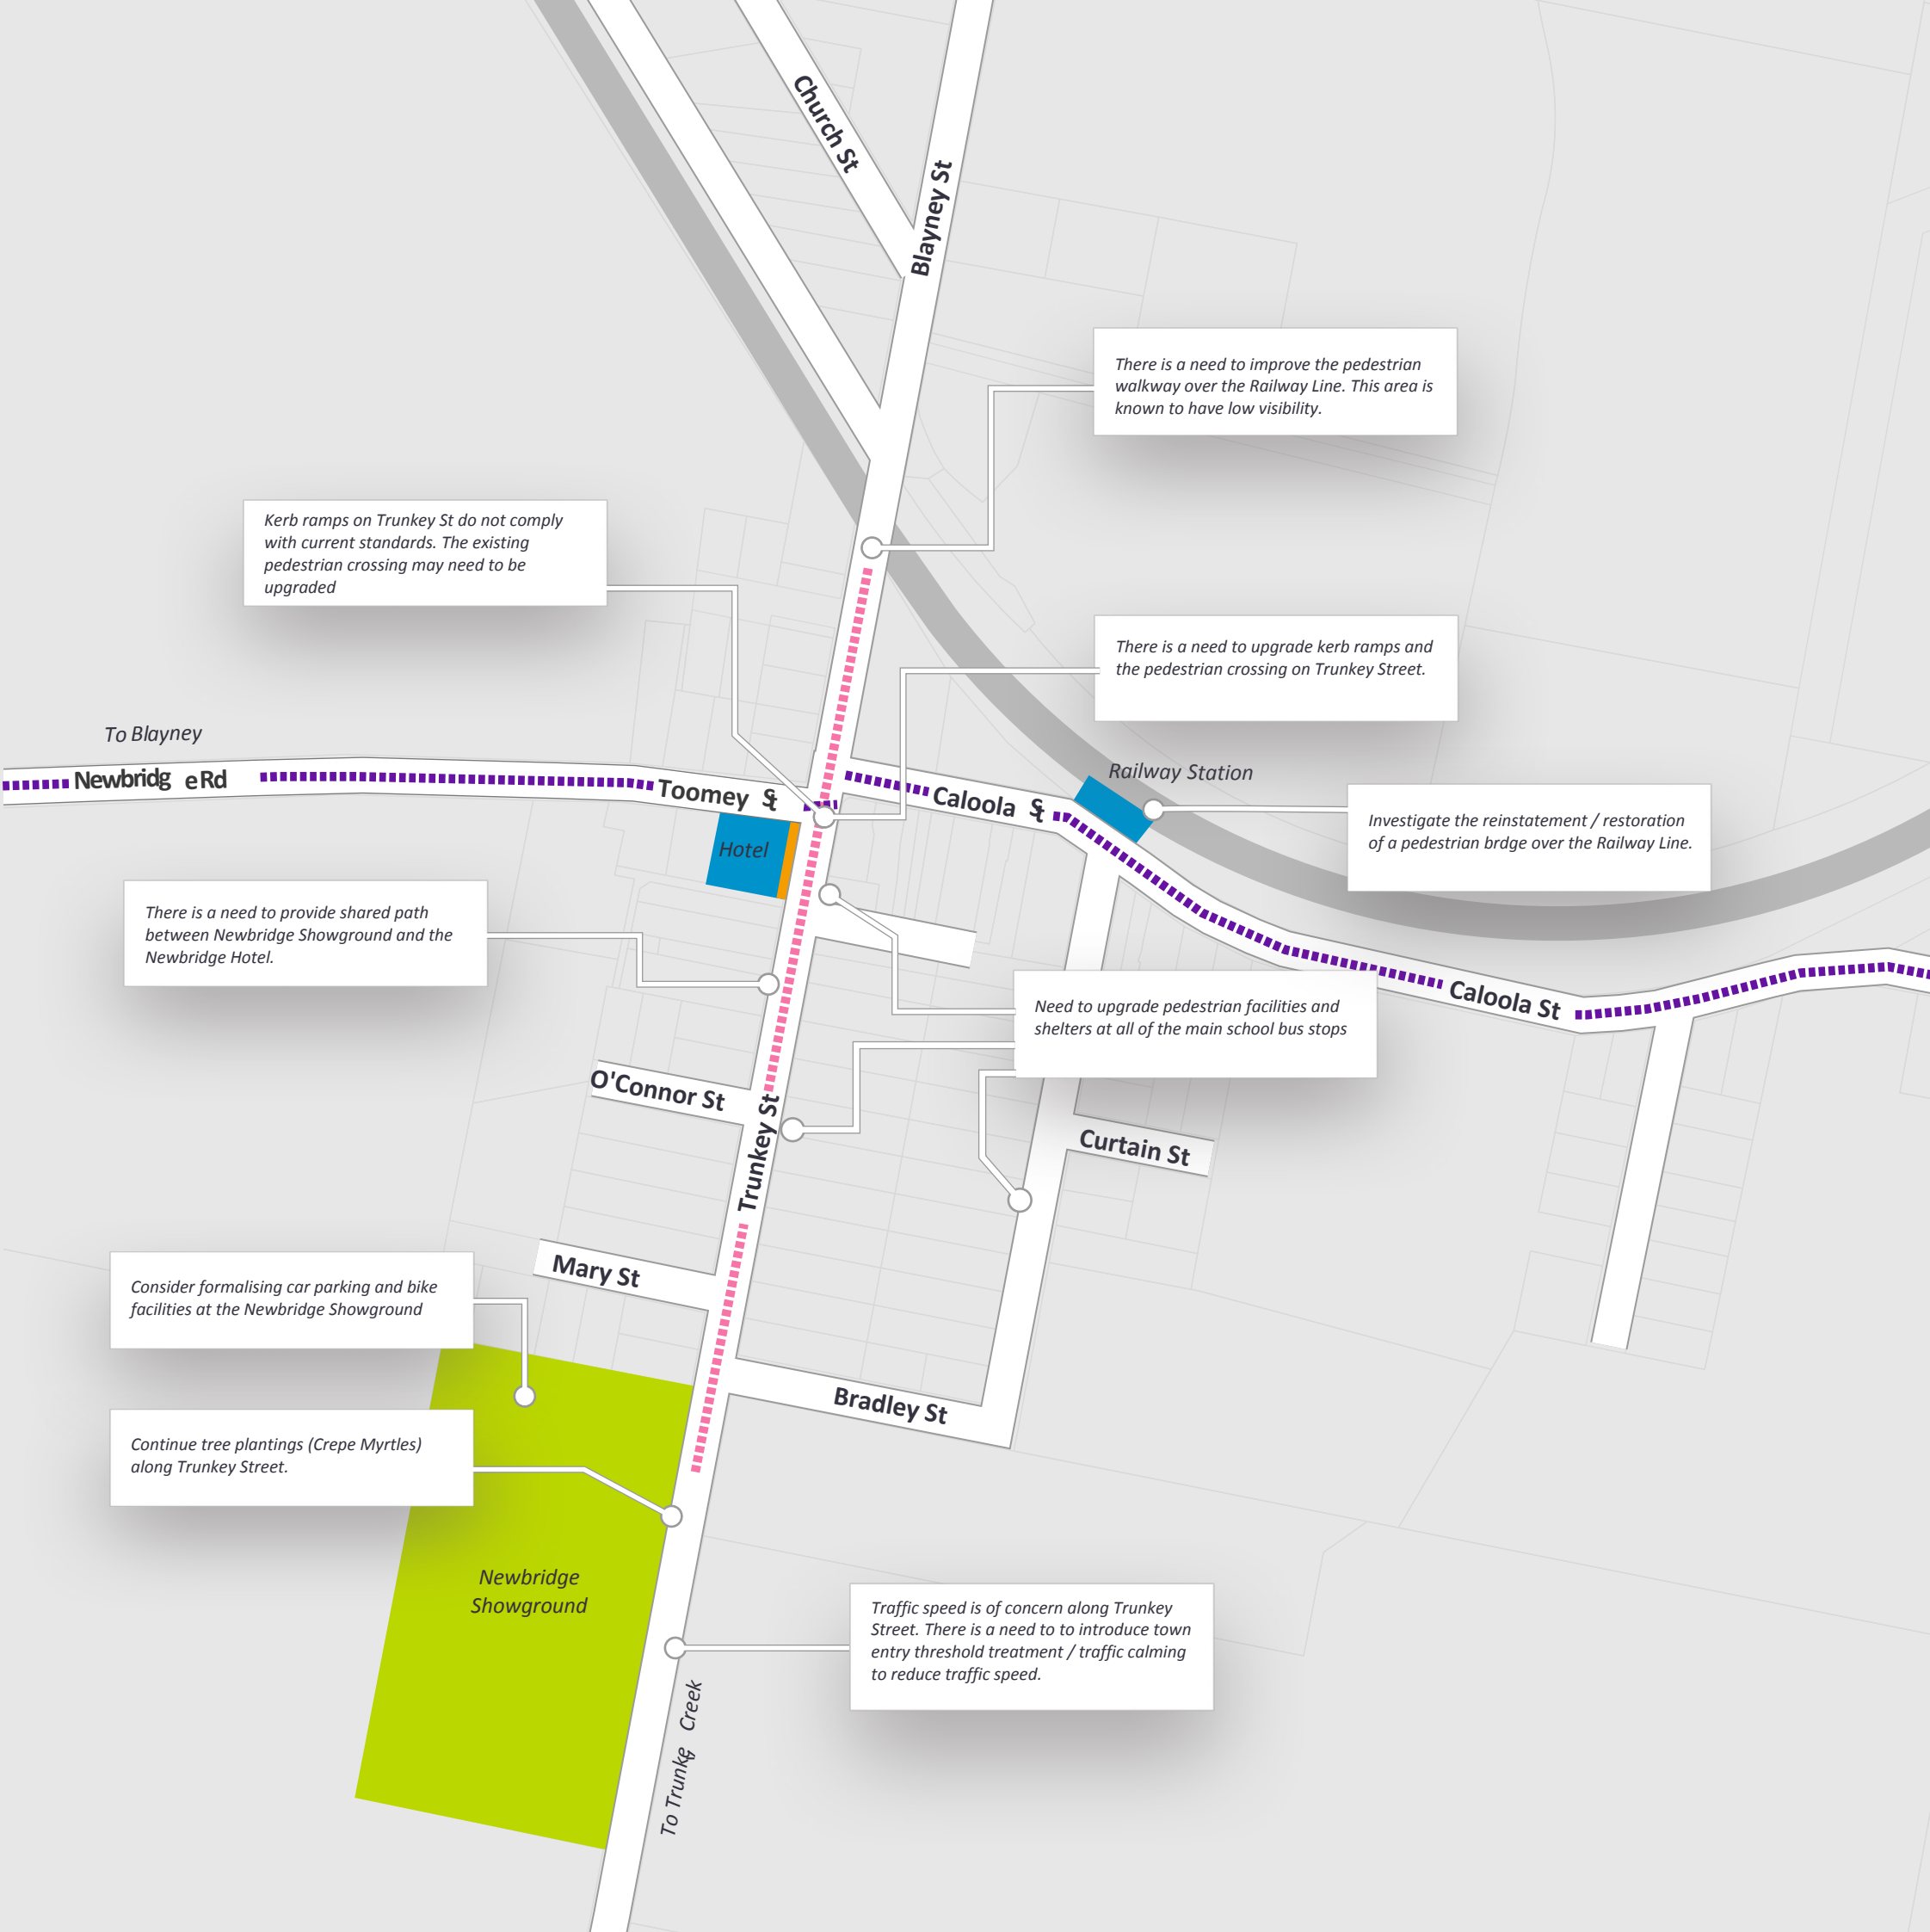 Church St
Blayney St
There is a need to improve the pedestrian
walkway over the Railway Line. This area is
known to have low visibility.
Kerb ramps on Trunkey St do not comply
with current standards. The existing
pedestrian crossing may need to be
upgraded
There is a need to upgrade kerb ramps and
the pedestrian crossing on Trunkey Street.
To Blayney
Newbridge Rd
Toomey St
Caloola St
Railway Station
Investigate the reinstatement / restoration
of a pedestrian brdge over the Railway Line.
Hotel
There is a need to provide shared path
between Newbridge Showground and the
Newbridge Hotel.
Need to upgrade pedestrian facilities and
shelters at all of the main school bus stops
Caloola St
O'Connor St
Trunkey St
Curtain St
Mary St
Consider formalising car parking and bike
facilities at the Newbridge Showground
Bradley St
Continue tree plantings (Crepe Myrtles)
along Trunkey Street.
Newbridge
Showground
Traffic speed is of concern along Trunkey
Street. There is a need to to introduce town
entry threshold treatment / traffic calming
to reduce traffic speed.
To Trunkey Creek